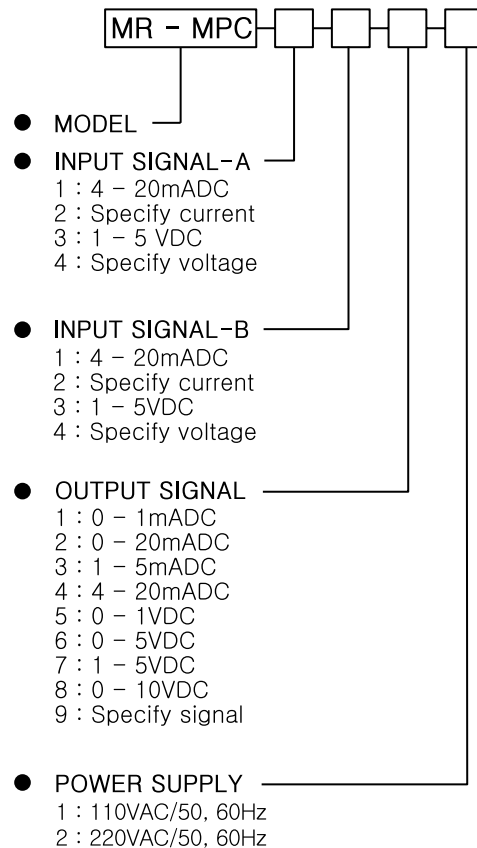 MR - MPC
● MODEL
● INPUT SIGNAL-A
1 : 4 - 20mADC
2 : Specify current
3 : 1 - 5 VDC
4 : Specify voltage
● INPUT SIGNAL-B
1 : 4 - 20mADC
2 : Specify current
3 : 1 - 5VDC
4 : Specify voltage
● OUTPUT SIGNAL
1 : 0 - 1mADC
2 : 0 - 20mADC
3 : 1 - 5mADC
4 : 4 - 20mADC
5 : 0 - 1VDC
6 : 0 - 5VDC
7 : 1 - 5VDC
8 : 0 - 10VDC
9 : Specify signal
● POWER SUPPLY
1 : 110VAC/50, 60Hz
2 : 220VAC/50, 60Hz